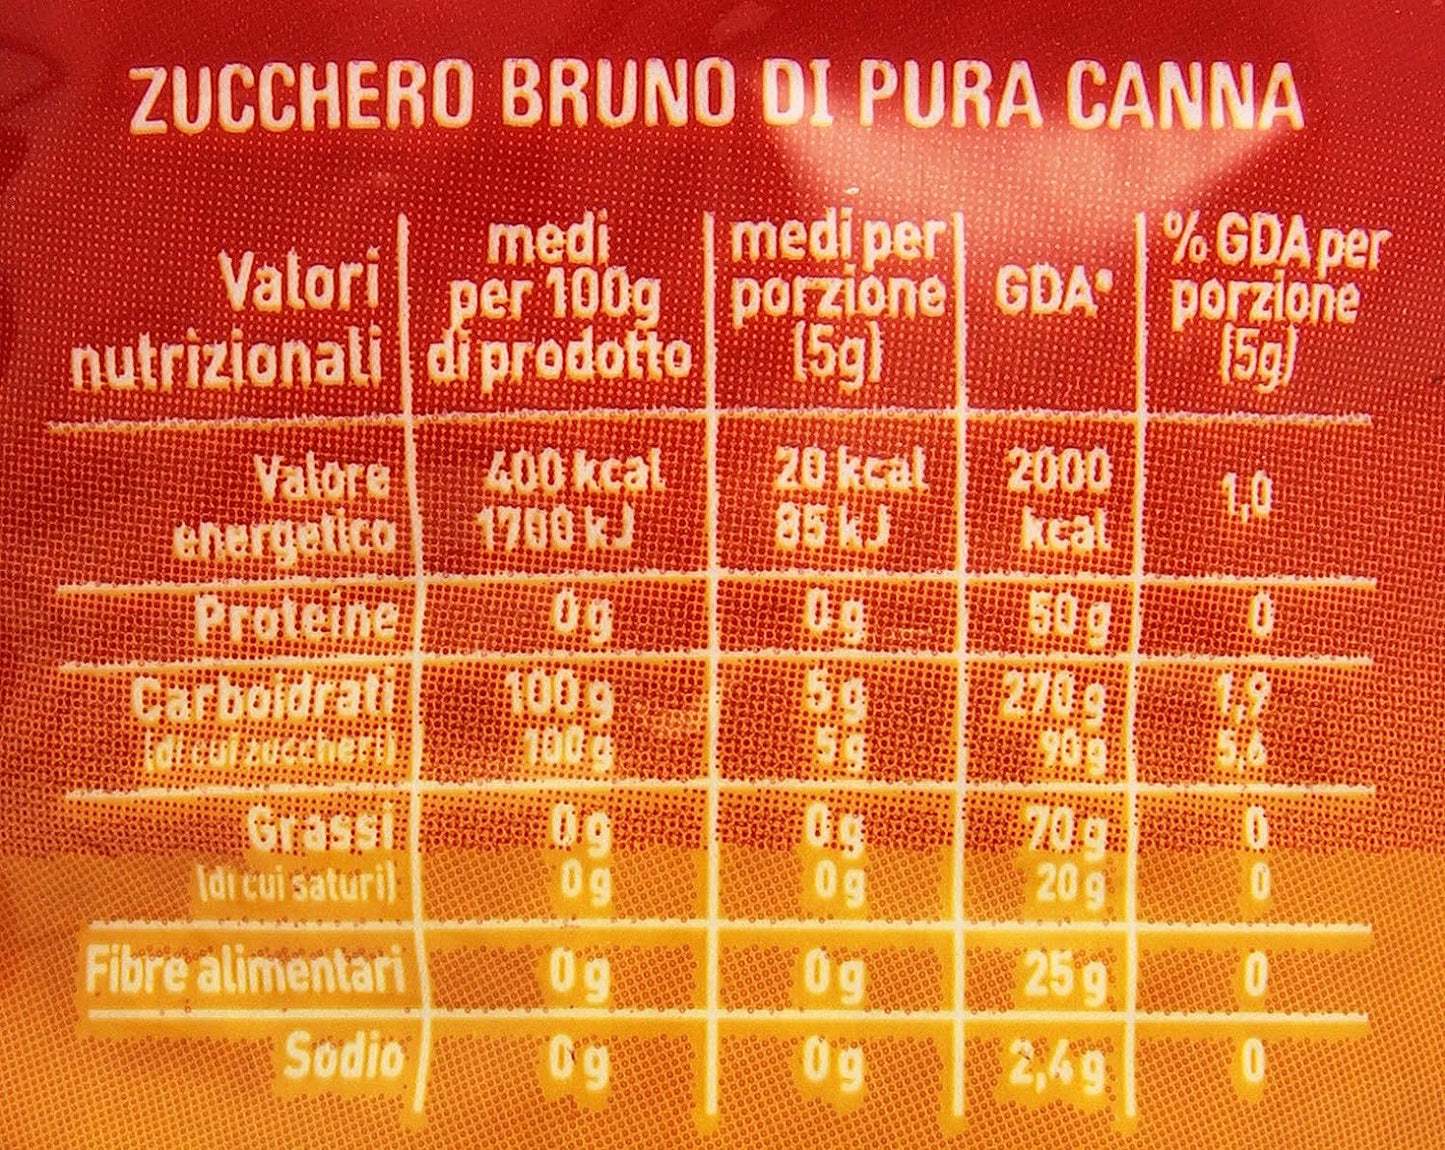 ZUCCHERO BRUNO DI PURA CANNA
Valori nutrizionali medi per 100g di prodotto medi per porzione (5g) GDA* % GDA per porzione (5g)
Valore energetico 400 kcal 1700 kJ 20 kcal 85 kJ 2000 kcal 1,0
Proteine 0 g 0 g 50 g 0
Carboidrati 100 g 5 g 270 g 1,9
(di cui zuccheri) 100 g 5 g 90 g 5,6
Grassi 0 g 0 g 70 g 0
(di cui saturi) 0 g 0 g 20 g 0
Fibre alimentari 0 g 0 g 25 g 0
Sodio 0 g 0 g 2,4 g 0